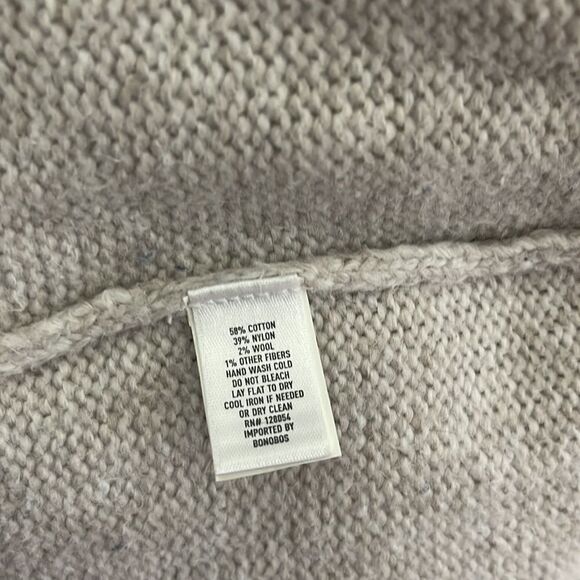 58% COTTON
39% NYLON
2% WOOL
1% OTHER FIBERS
HAND WASH COLD
DO NOT BLEACH
LAY FLAT TO DRY
COOL IRON IF NEEDED
OR DRY CLEAN
RN# 128054
IMPORTED BY
BONOBOS